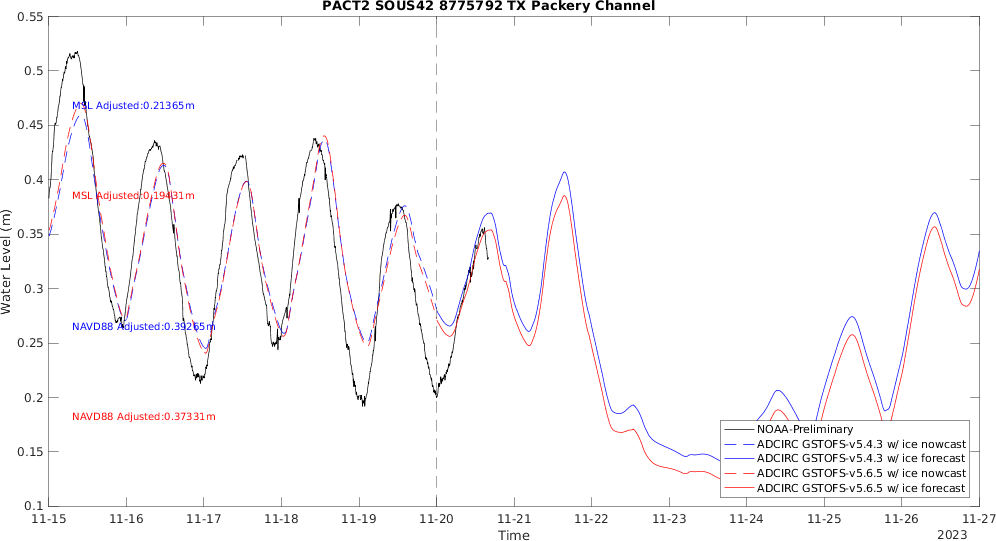 PACT2 SOUS42 8775792 TX Packery Channel
0.55
0.5
0.45
0.4
0.35
0.3
0.25
0.2
0.15
0.1
Water Level (m)
MSL Adjusted:0.21365m
MSL Adjusted:0.19431m
NAVD88 Adjusted:0.39265m
NAVD88 Adjusted:0.37331m
NOAA-Preliminary
ADCIRC GSTOFS-v5.4.3 w/ ice nowcast
ADCIRC GSTOFS-v5.4.3 w/ ice forecast
ADCIRC GSTOFS-v5.6.5 w/ ice nowcast
ADCIRC GSTOFS-v5.6.5 w/ ice forecast
11-15 11-16 11-17 11-18 11-19 11-20 11-21 11-22 11-23 11-24 11-25 11-26 11-27
Time
2023